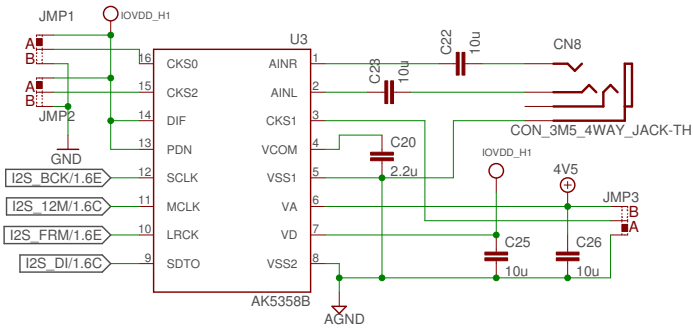 JMP1
IOVDD_H1
A
B
A
B
JMP2
GND
U3
16 CKS0 AINR 1
15 CKS2 AINL 2
14 DIF CKS1 3
13 PDN VCOM 4
12 SCLK VSS1 5
11 MCLK VA 6
10 LRCK VD 7
9 SDTO VSS2 8
AK5358B
I2S_BCK/1.6E
I2S_12M/1.6C
I2S_FRM/1.6E
I2S_DI/1.6C
C23
10u
C22
10u
CN8
CON_3M5_4WAY_JACK-TH
C20
2.2u
IOVDD_H1
4V5
JMP3
B
A
C25
10u
C26
10u
AGND